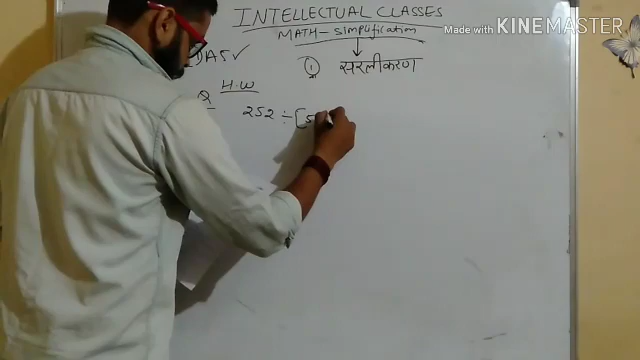 INTELLECTUAL CLASSES
Made with KINEMASTER
MATH - SIMPLIFICATION
① सरलीकरण
H.W
Q
252 ÷ [5